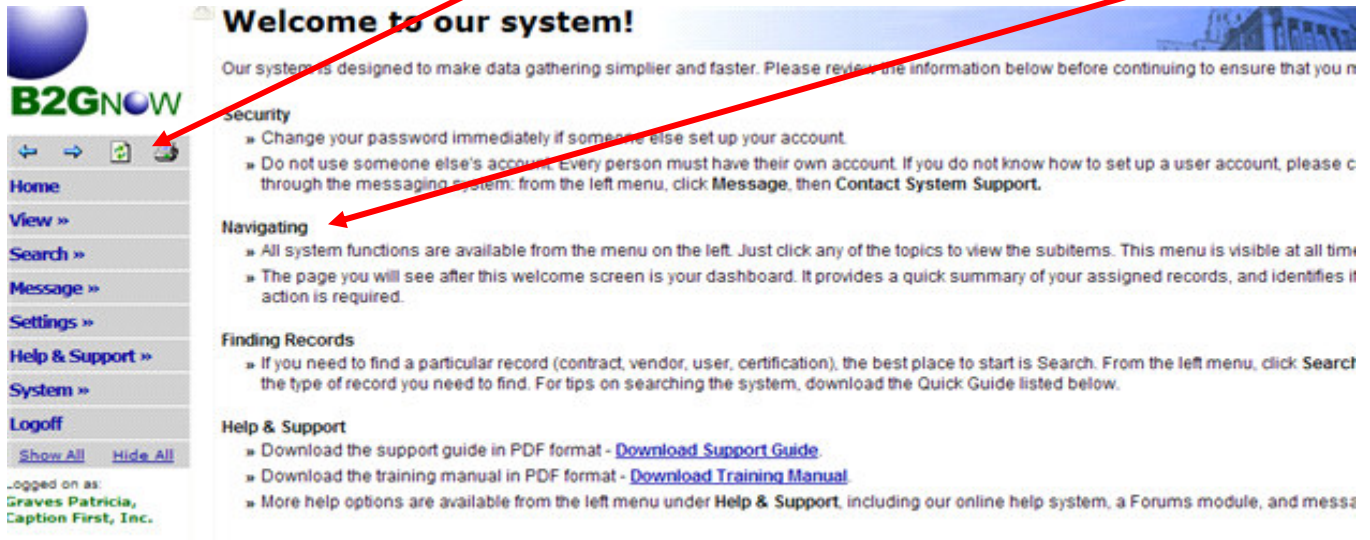 Welcome to our system!
Our system is designed to make data gathering simplier and faster. Please review the information below before continuing to ensure that you m
B2GNOW
Security
» Change your password immediately if someone else set up your account.
» Do not use someone else's account. Every person must have their own account. If you do not know how to set up a user account, please c
through the messaging system: from the left menu, click Message, then Contact System Support.
Home
View »
Search »
Message »
Settings »
Help & Support »
System »
Logoff
Show All Hide All
Logged on as:
Graves Patricia,
Caption First, Inc.
Navigating
» All system functions are available from the menu on the left. Just click any of the topics to view the subitems. This menu is visible at all time
» The page you will see after this welcome screen is your dashboard. It provides a quick summary of your assigned records, and identifies i
action is required.
Finding Records
» If you need to find a particular record (contract, vendor, user, certification), the best place to start is Search. From the left menu, click Search
the type of record you need to find. For tips on searching the system, download the Quick Guide listed below.
Help & Support
» Download the support guide in PDF format - Download Support Guide.
» Download the training manual in PDF format - Download Training Manual.
» More help options are available from the left menu under Help & Support, including our online help system, a Forums module, and messa